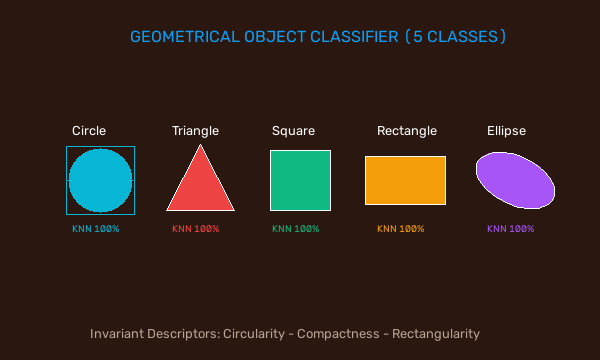 GEOMETRICAL OBJECT CLASSIFIER (5 CLASSES)
Circle Triangle Square Rectangle Ellipse
KNN 100% KNN 100% KNN 100% KNN 100% KNN 100%
Invariant Descriptors: Circularity - Compactness - Rectangularity